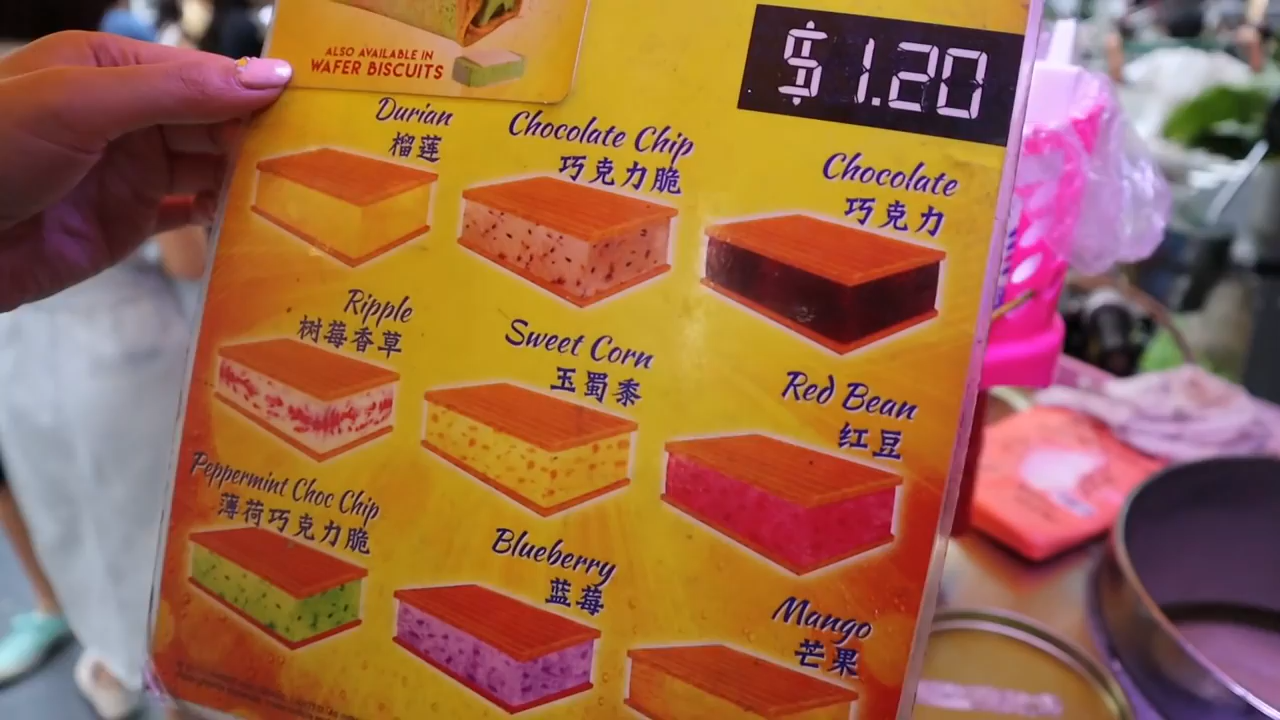 ALSO AVAILABLE IN
WAFER BISCUITS
$1.20
Durian
榴莲
Chocolate Chip
巧克力脆
Chocolate
巧克力
Ripple
树莓香草
Sweet Corn
玉蜀黍
Red Bean
红豆
Peppermint Choc Chip
薄荷巧克力脆
Blueberry
蓝莓
Mango
芒果